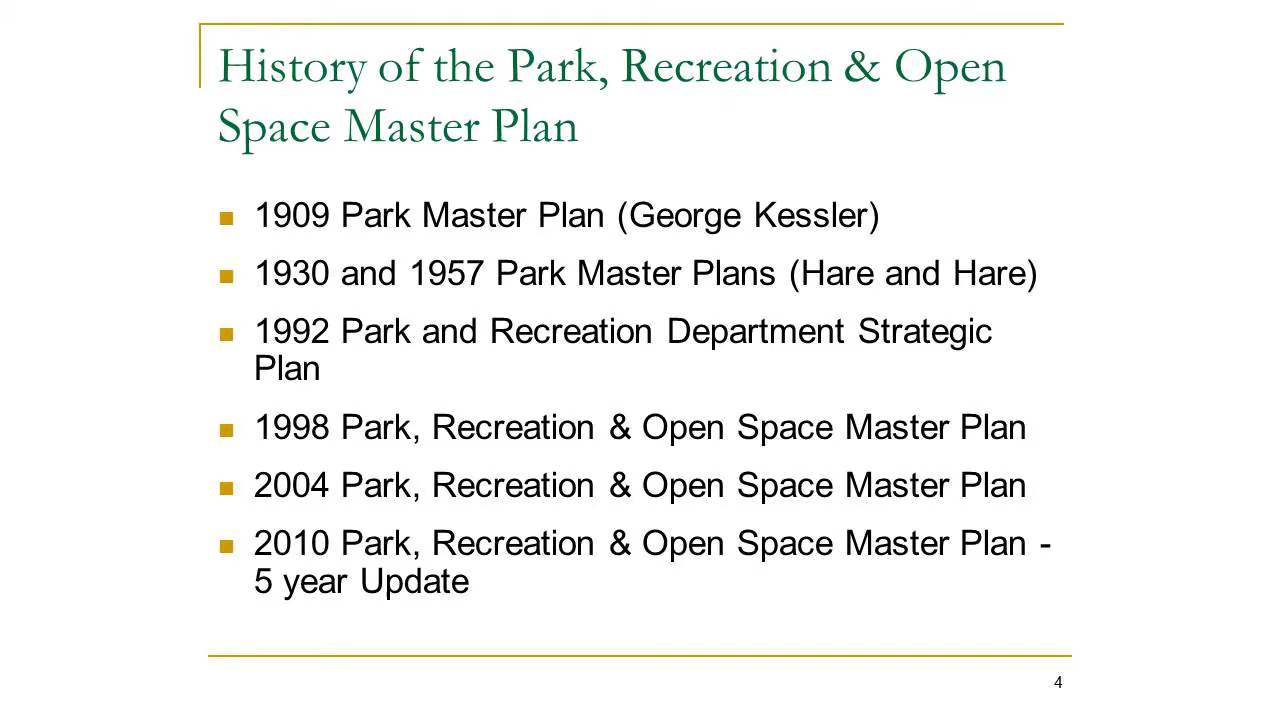 History of the Park, Recreation & Open
Space Master Plan
1909 Park Master Plan (George Kessler)
1930 and 1957 Park Master Plans (Hare and Hare)
1992 Park and Recreation Department Strategic
Plan
1998 Park, Recreation & Open Space Master Plan
2004 Park, Recreation & Open Space Master Plan
2010 Park, Recreation & Open Space Master Plan -
5 year Update
4